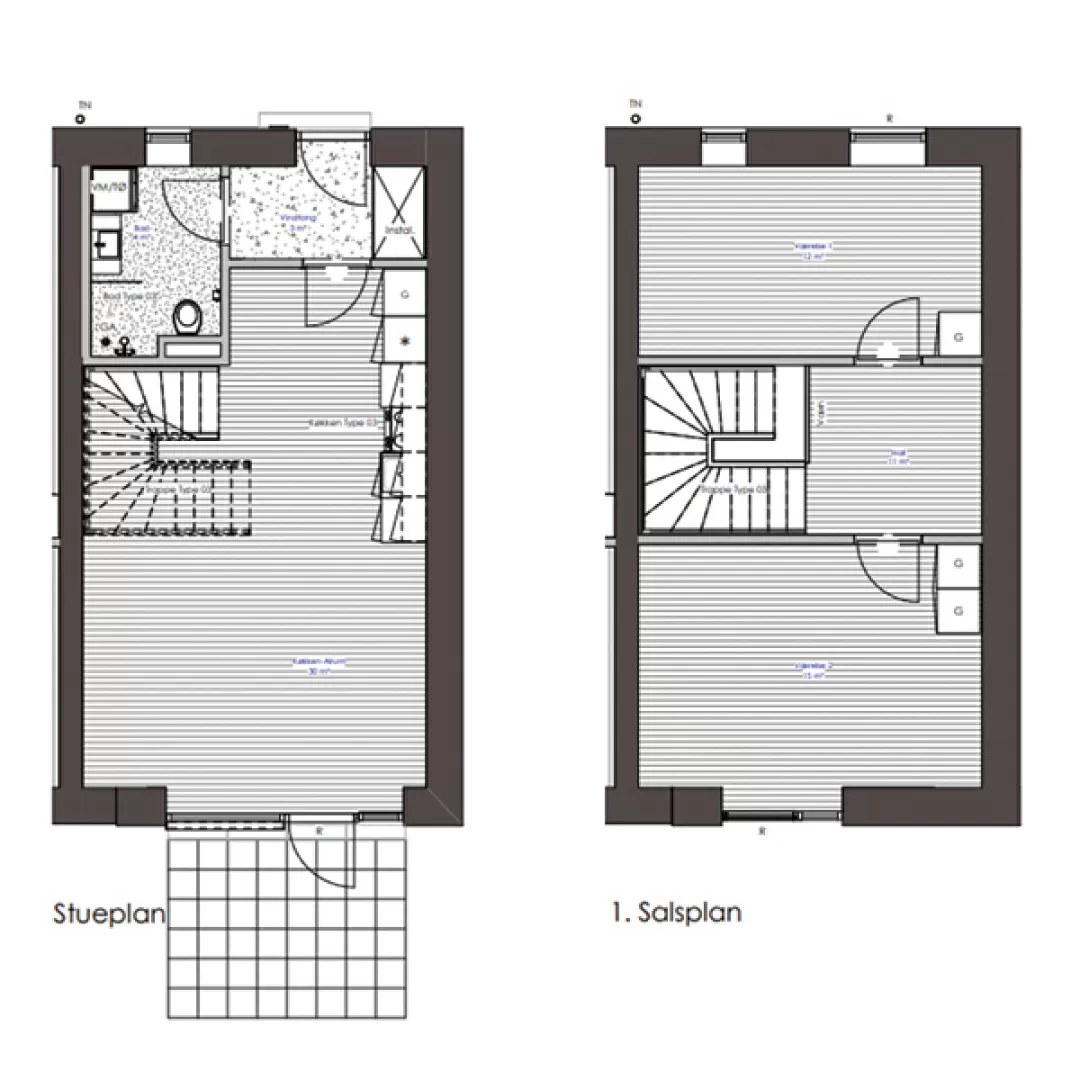 TN
VM/TØ
Bad
4 m²
Vindfang
3 m²
Instal.
Bad Type 03
GA
G
Køkken Type 03
Trappe Type 03
Køkken-Alrum
30 m²
R
Stueplan
TN
R
Værelse 1
12 m²
G
Værn
Hall
11 m²
Trappe Type 03
G
G
Værelse 2
15 m²
R
1. Salsplan